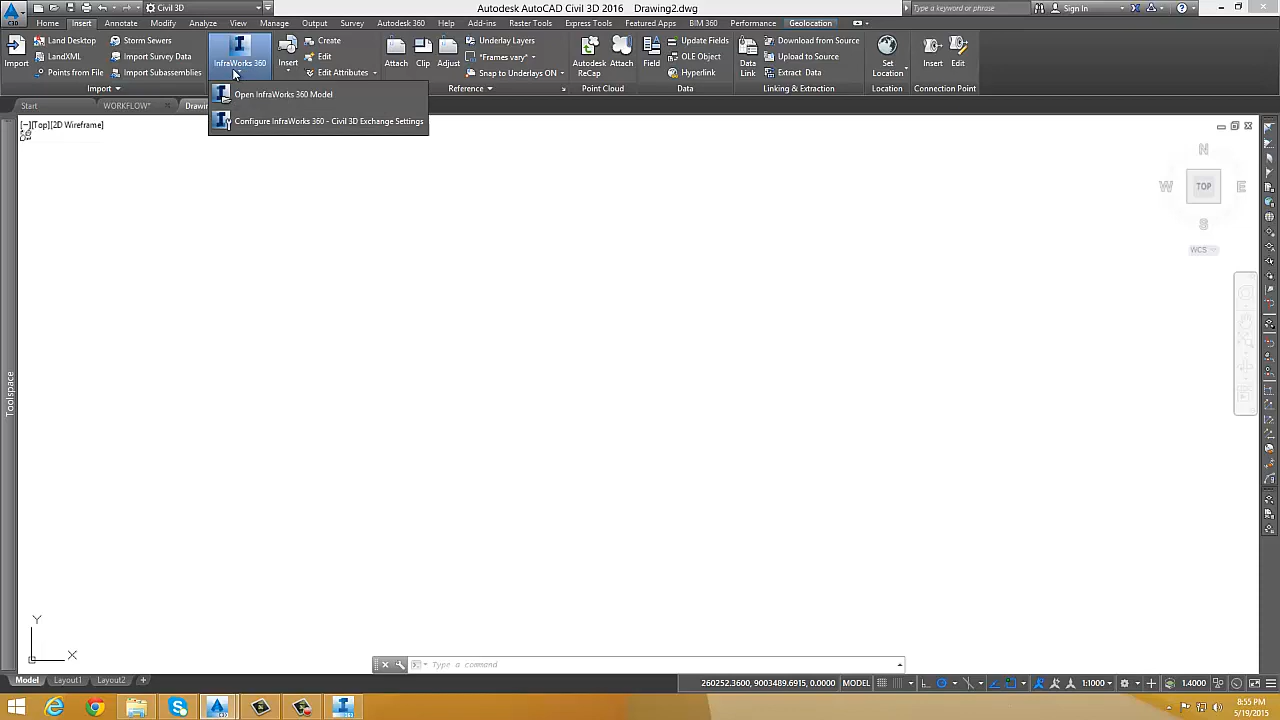 Autodesk AutoCAD Civil 3D 2016 Drawing2.dwg
Civil 3D
Type a keyword or phrase
Sign In
Home Insert Annotate Modify Analyze View Manage Output Survey Autodesk 360 Help Add-ins Raster Tools Express Tools Featured Apps BIM 360 Performance Geolocation
Import
Land Desktop
LandXML
Points from File
Storm Sewers
Import Survey Data
Import Subassemblies
InfraWorks 360
Insert
Create
Edit
Edit Attributes
Attach
Clip
Adjust
Underlay Layers
*Frames vary*
Snap to Underlays ON
Autodesk ReCap
Attach
Field
Update Fields
OLE Object
Hyperlink
Data Link
Download from Source
Upload to Source
Extract Data
Set Location
Insert
Edit
Import
Reference
Point Cloud
Data
Linking & Extraction
Location
Connection Point
Open InfraWorks 360 Model
Configure InfraWorks 360 - Civil 3D Exchange Settings
Start
WORKFLOW*
Drawin
[−][Top][2D Wireframe]
N
W
TOP
E
S
WCS
Toolspace
Y
X
Type a command
Model Layout1 Layout2
260252.3600, 9003489.6915, 0.0000 MODEL
1:1000
1.4000
8:55 PM
5/19/2015